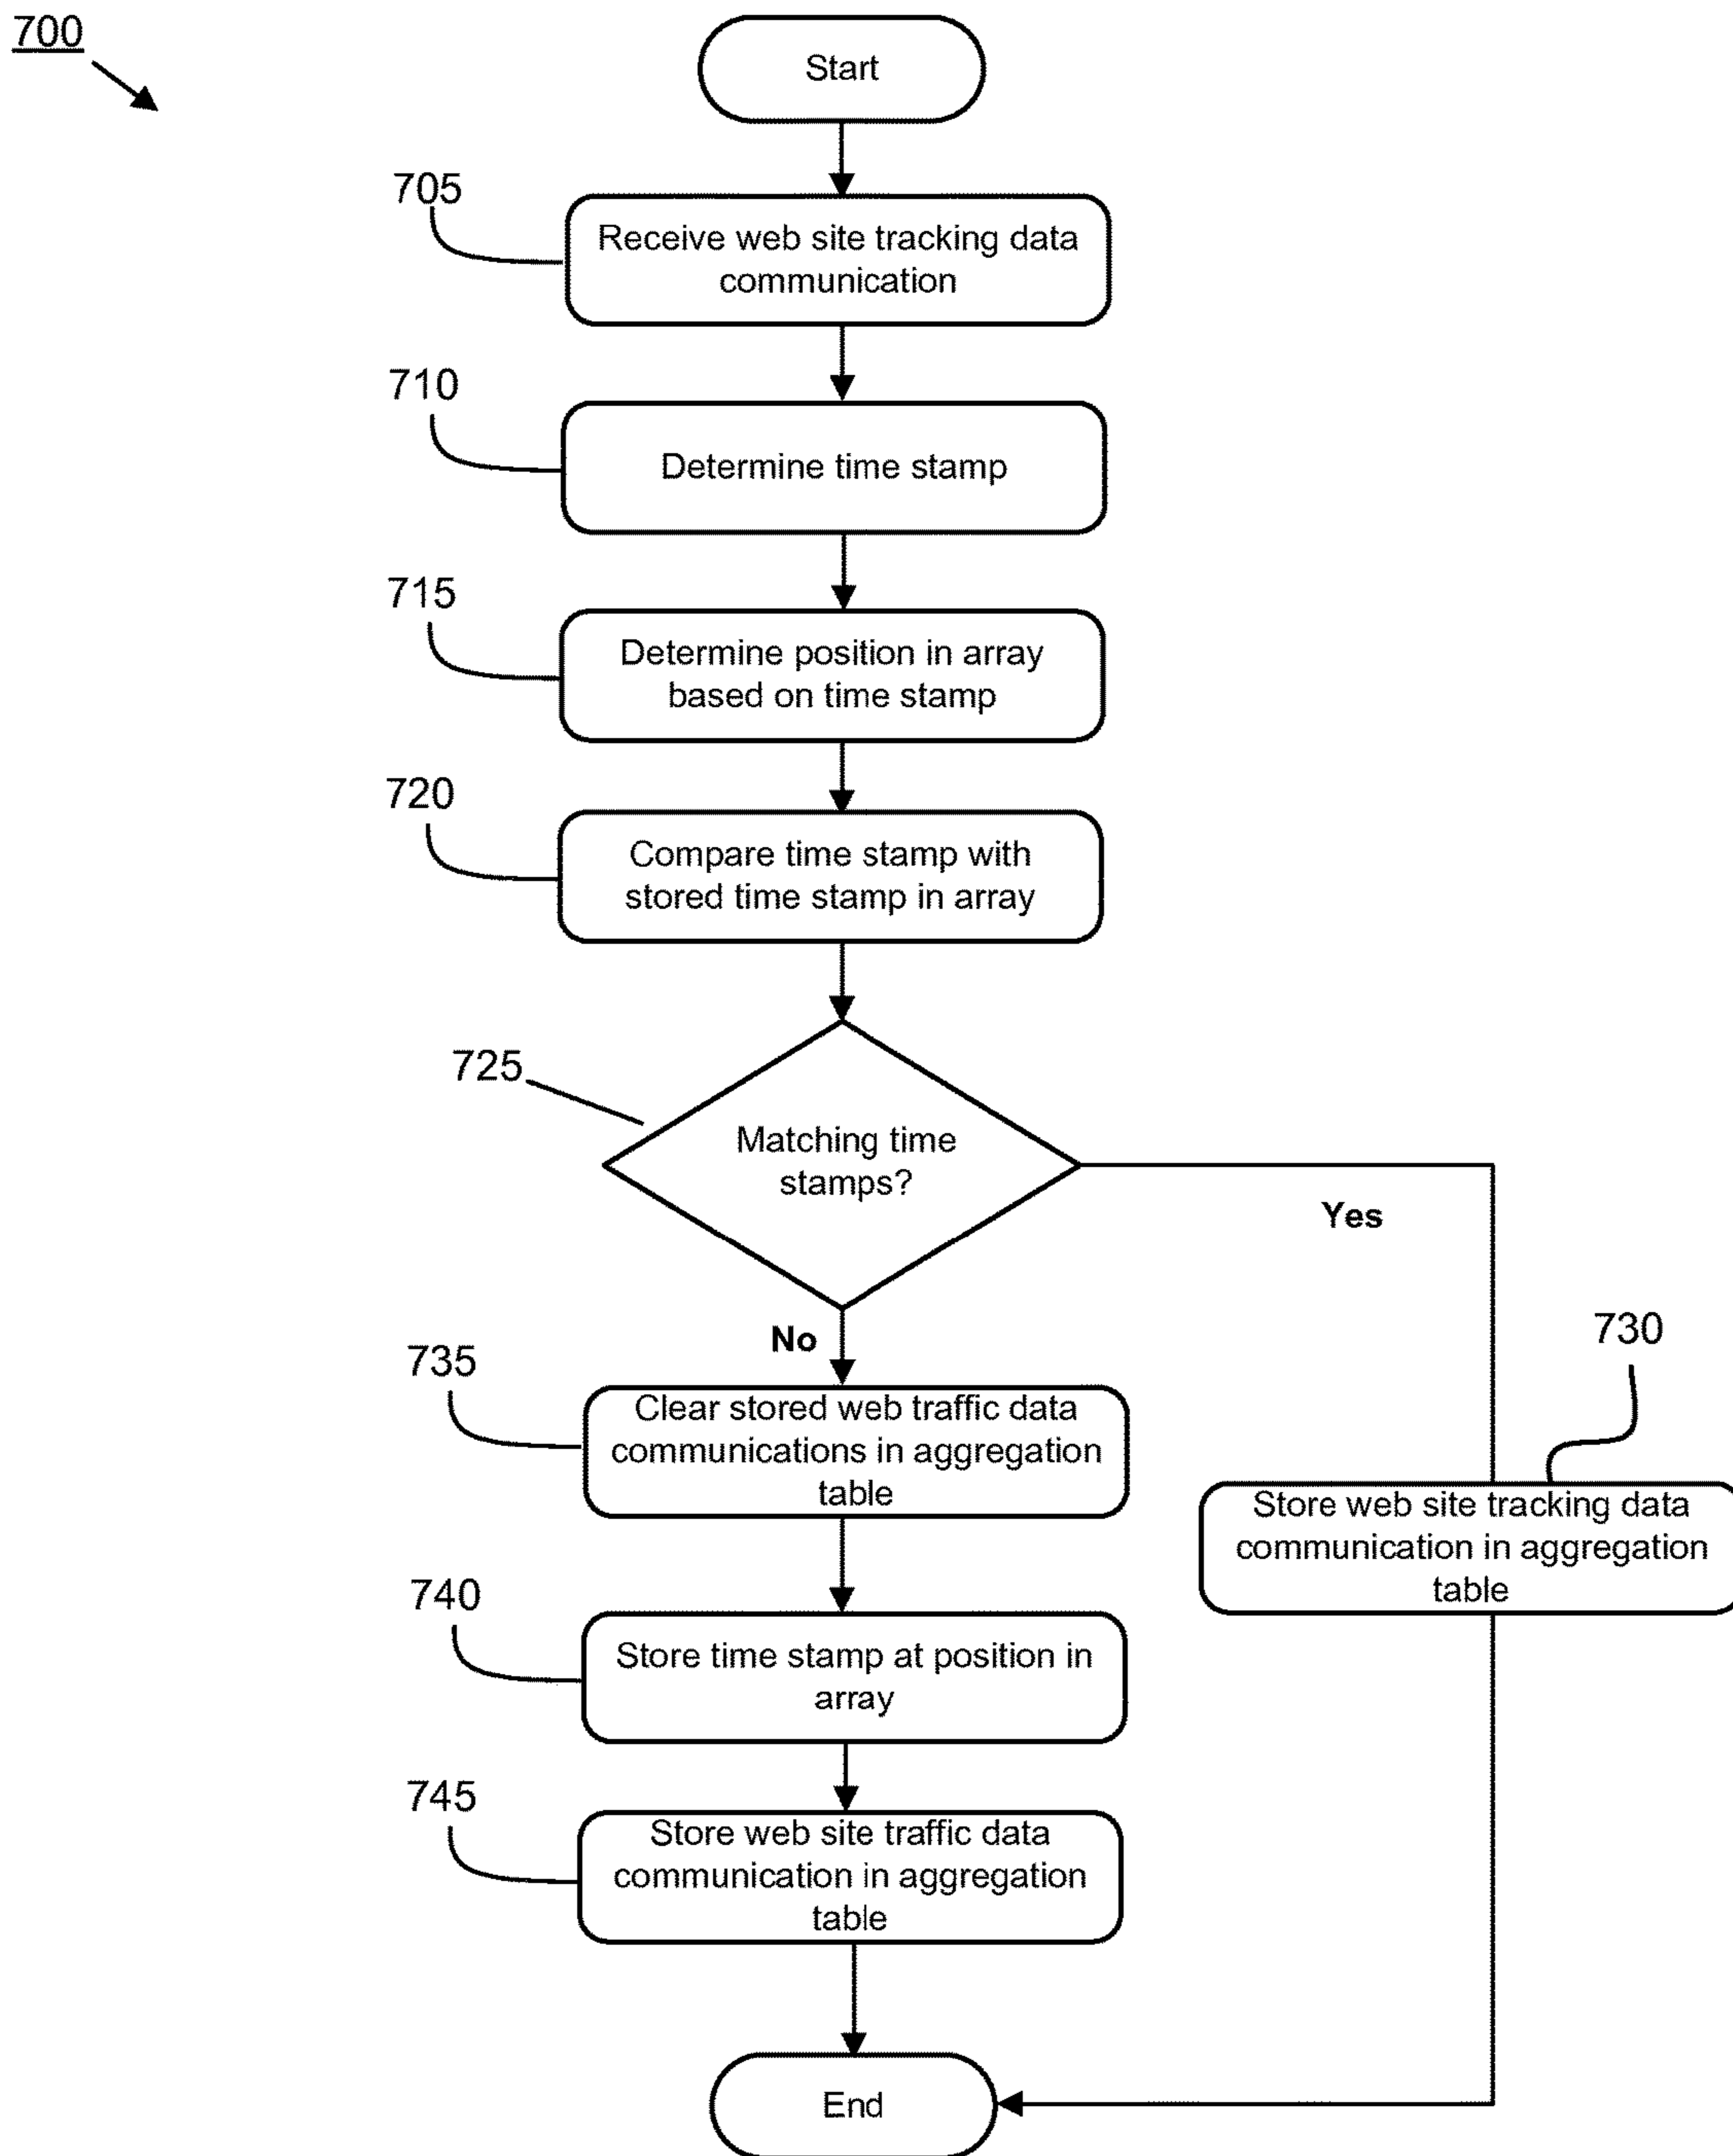 700
Start
705
Receive web site tracking data
communication
710
Determine time stamp
715
Determine position in array
based on time stamp
720
Compare time stamp with
stored time stamp in array
725
Matching time
stamps?
Yes
No
730
735
Clear stored web traffic data
communications in aggregation
table
Store web site tracking data
communication in aggregation
table
740
Store time stamp at position in
array
745
Store web site traffic data
communication in aggregation
table
End